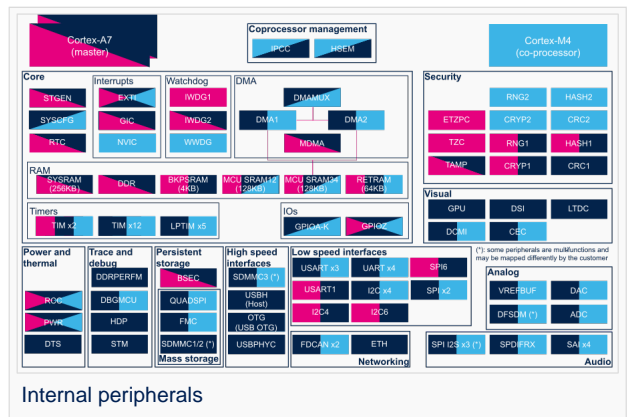 Cortex-A7
(master)
Coprocessor management
IPCC
HSEM
Cortex-M4
(co-processor)
Core
STGEN
SYSCFG
RTC
Interrupts
EXTI
GIC
NVIC
Watchdog
IWDG1
IWDG2
WWDG
DMA
DMAMUX
DMA1
DMA2
MDMA
RAM
SYSRAM
(256KB)
DDR
BKPSRAM
(4KB)
MCU SRAM12
(128KB)
MCU SRAM34
(128KB)
RETRAM
(64KB)
Timers
TIM x2
TIM x12
LPTIM x5
IOs
GPIOA-K
GPIOZ
Security
RNG2
HASH2
ETZPC
CRYP2
CRC2
TZC
RNG1
HASH1
TAMP
CRYP1
CRC1
Visual
GPU
DSI
LTDC
DCMI
CEC
(*): some peripherals are multifunctions and
may be mapped differently by the customer
Power and
thermal
ROC
PWR
DTS
Trace and
debug
DDRPERFM
DBGMCU
HDP
STM
Persistent
storage
BSEC
QUADSPI
FMC
SDMMC1/2 (*)
Mass storage
High speed
interfaces
SDMMC3 (*)
USBH
(Host)
OTG
(USB OTG)
USBPHYC
Low speed interfaces
USART x3
UART x4
SPI6
USART1
I2C x4
SPI x2
I2C4
I2C6
FDCAN x2
ETH
Networking
Analog
VREFBUF
DAC
DFSDM (*)
ADC
SPI I2S x3 (*)
SPDIFRX
SAI x4
Audio
Internal peripherals